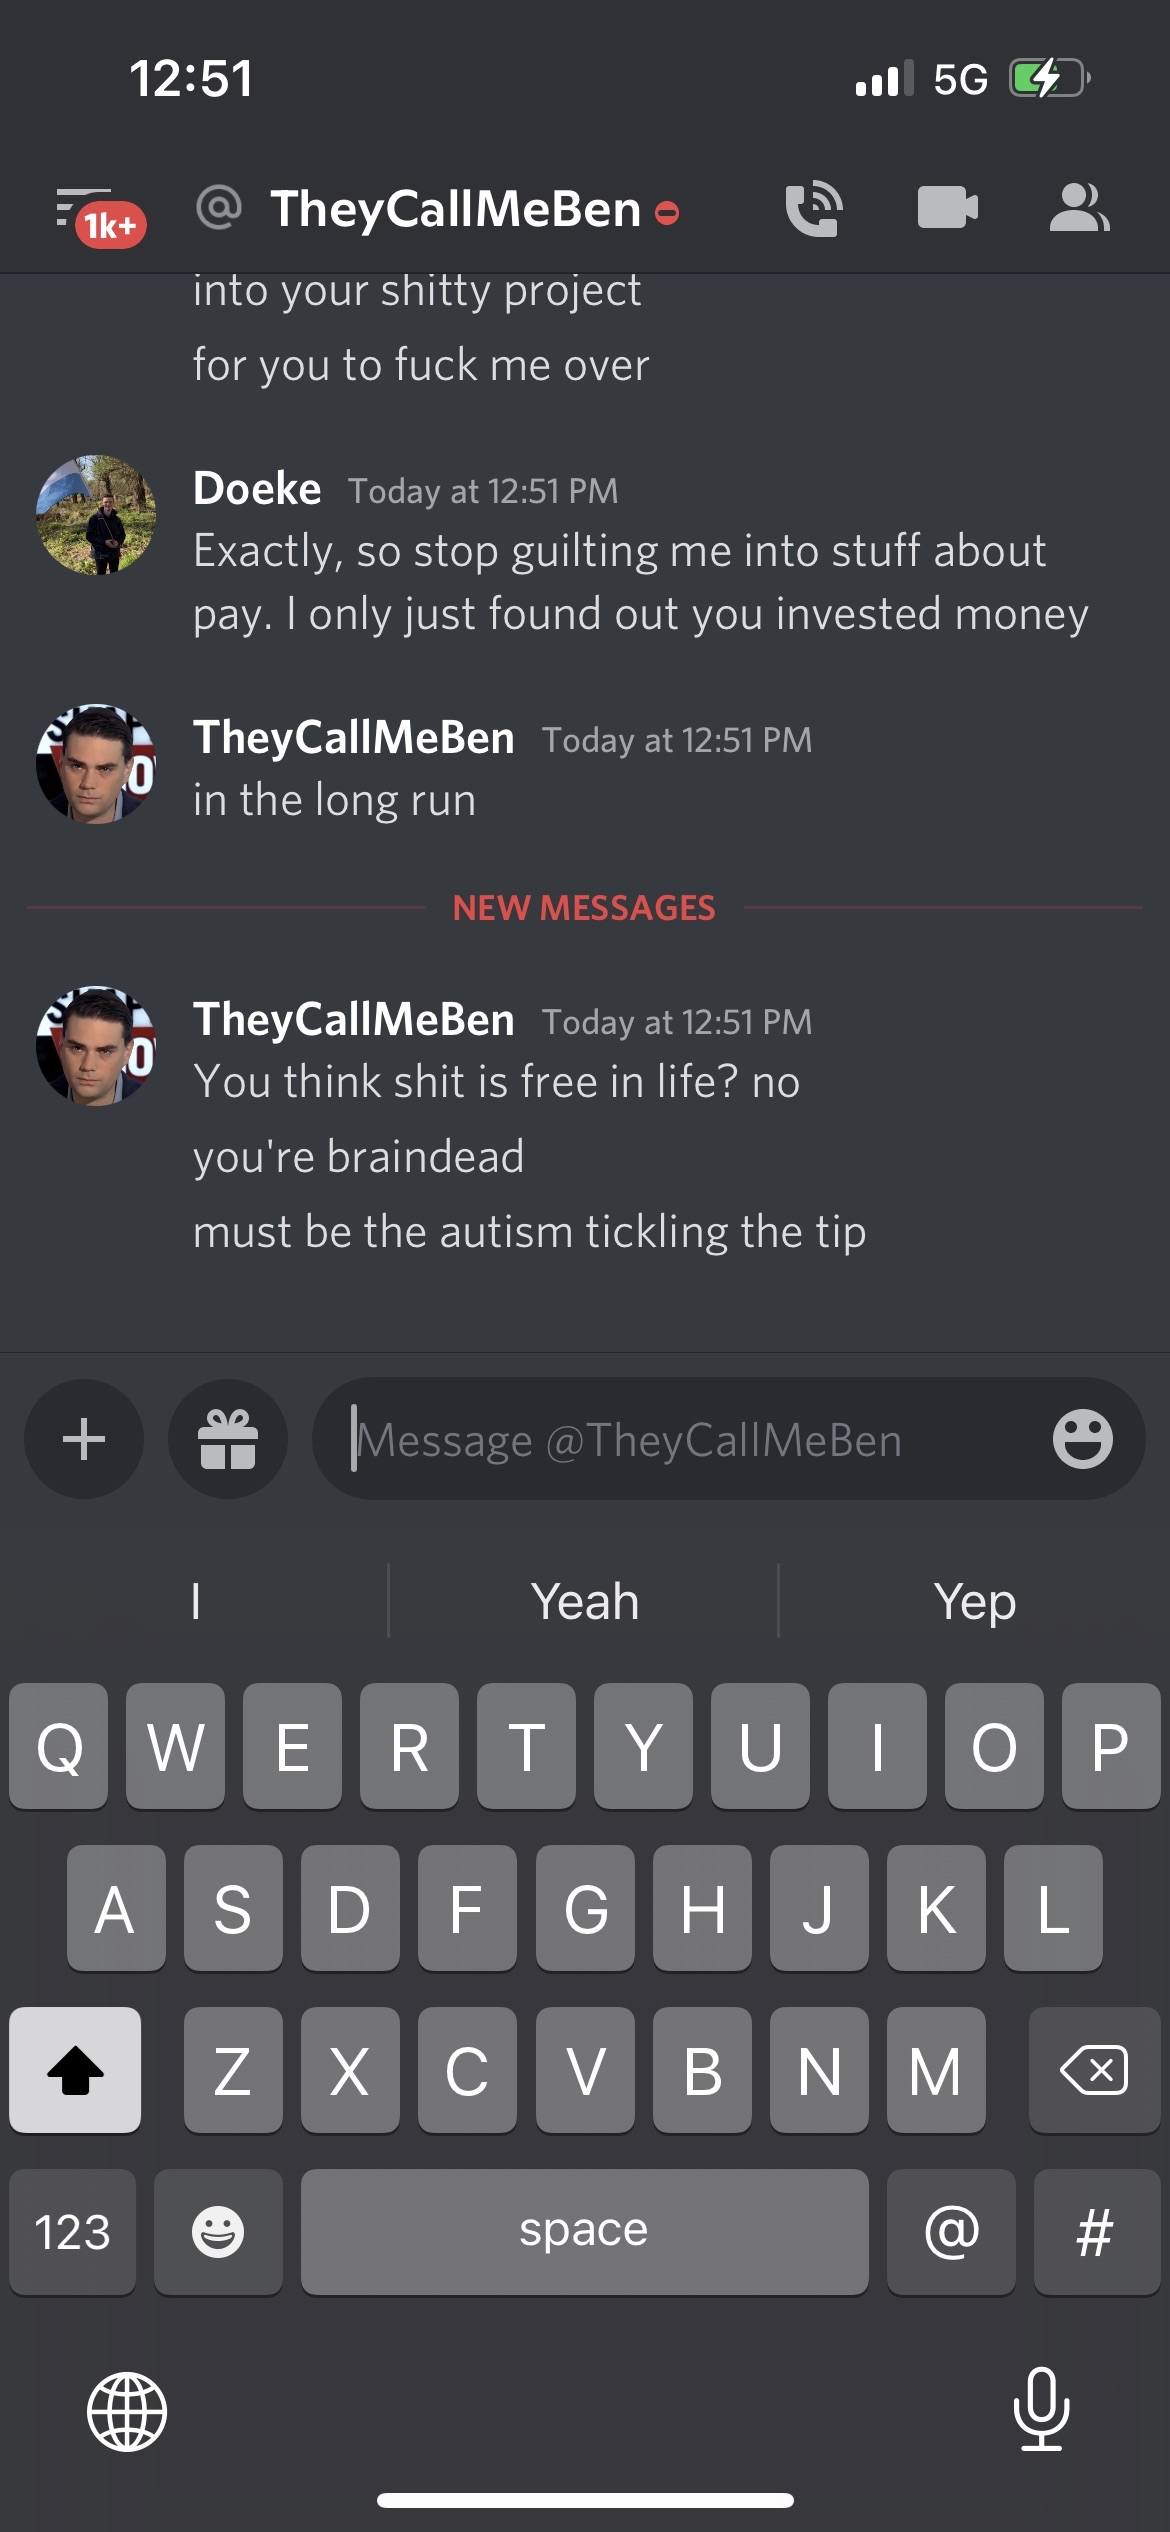 12:51
5G
1k+
@ TheyCallMeBen
into your shitty project
for you to fuck me over
Doeke Today at 12:51 PM
Exactly, so stop guilting me into stuff about
pay. I only just found out you invested money
TheyCallMeBen Today at 12:51 PM
in the long run
NEW MESSAGES
TheyCallMeBen Today at 12:51 PM
You think shit is free in life? no
you're braindead
must be the autism tickling the tip
Message @TheyCallMeBen
I Yeah Yep
Q W E R T Y U I O P
A S D F G H J K L
Z X C V B N M
123 space @ #